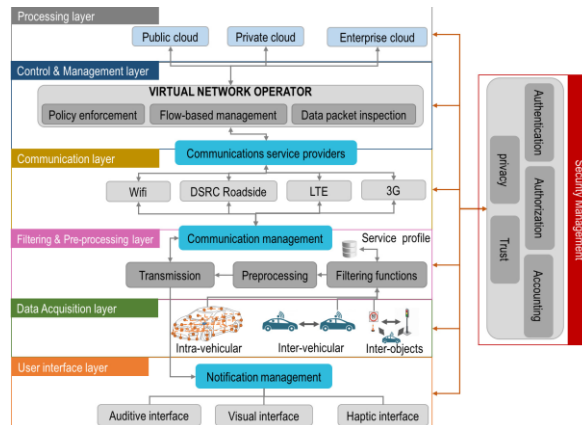 Processing layer
Public cloud
Private cloud
Enterprise cloud
Control & Management layer
VIRTUAL NETWORK OPERATOR
Policy enforcement
Flow-based management
Data packet inspection
Communications service providers
Communication layer
Wifi
DSRC Roadside
LTE
3G
Filtering & Pre-processing layer
Communication management
Service profile
Transmission
Preprocessing
Filtering functions
Data Acquisition layer
Intra-vehicular
Inter-vehicular
Inter-objects
User interface layer
Notification management
Auditive interface
Visual interface
Haptic interface
Authentication
privacy
Authorization
Trust
Accounting
Security Management